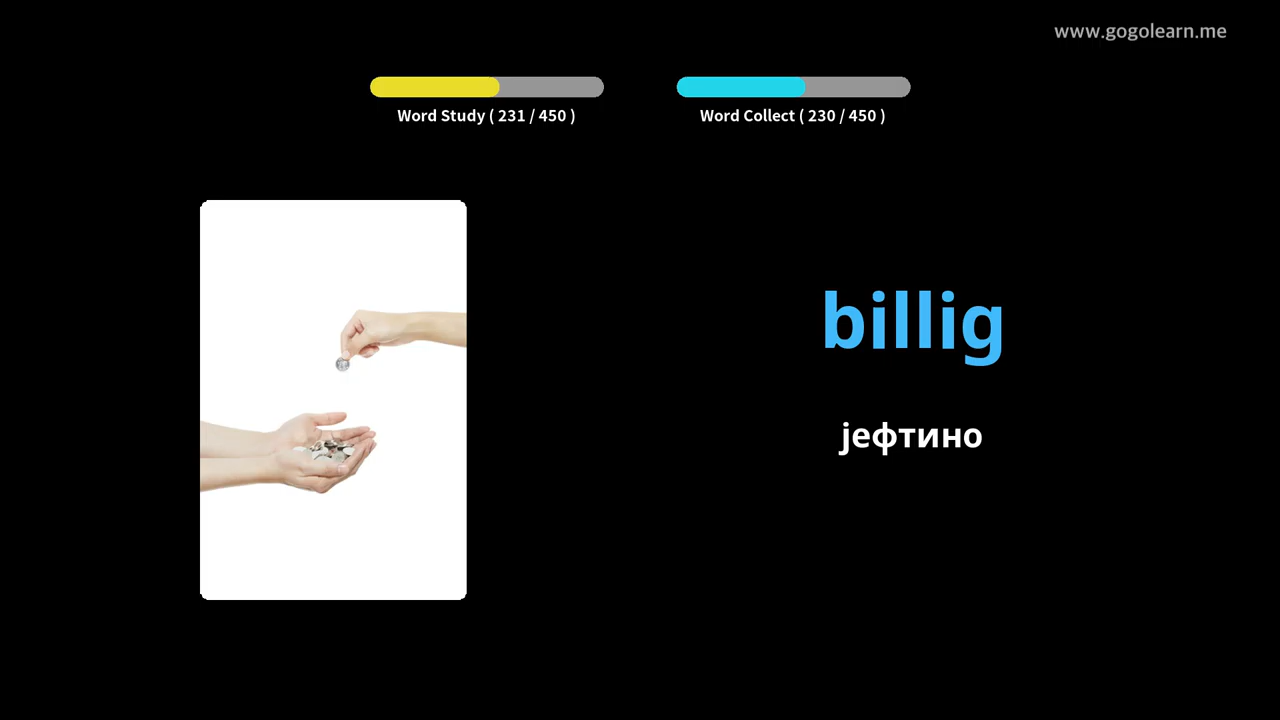 www.gogolearn.me
Word Study ( 231 / 450 )
Word Collect ( 230 / 450 )
billig
јефтино